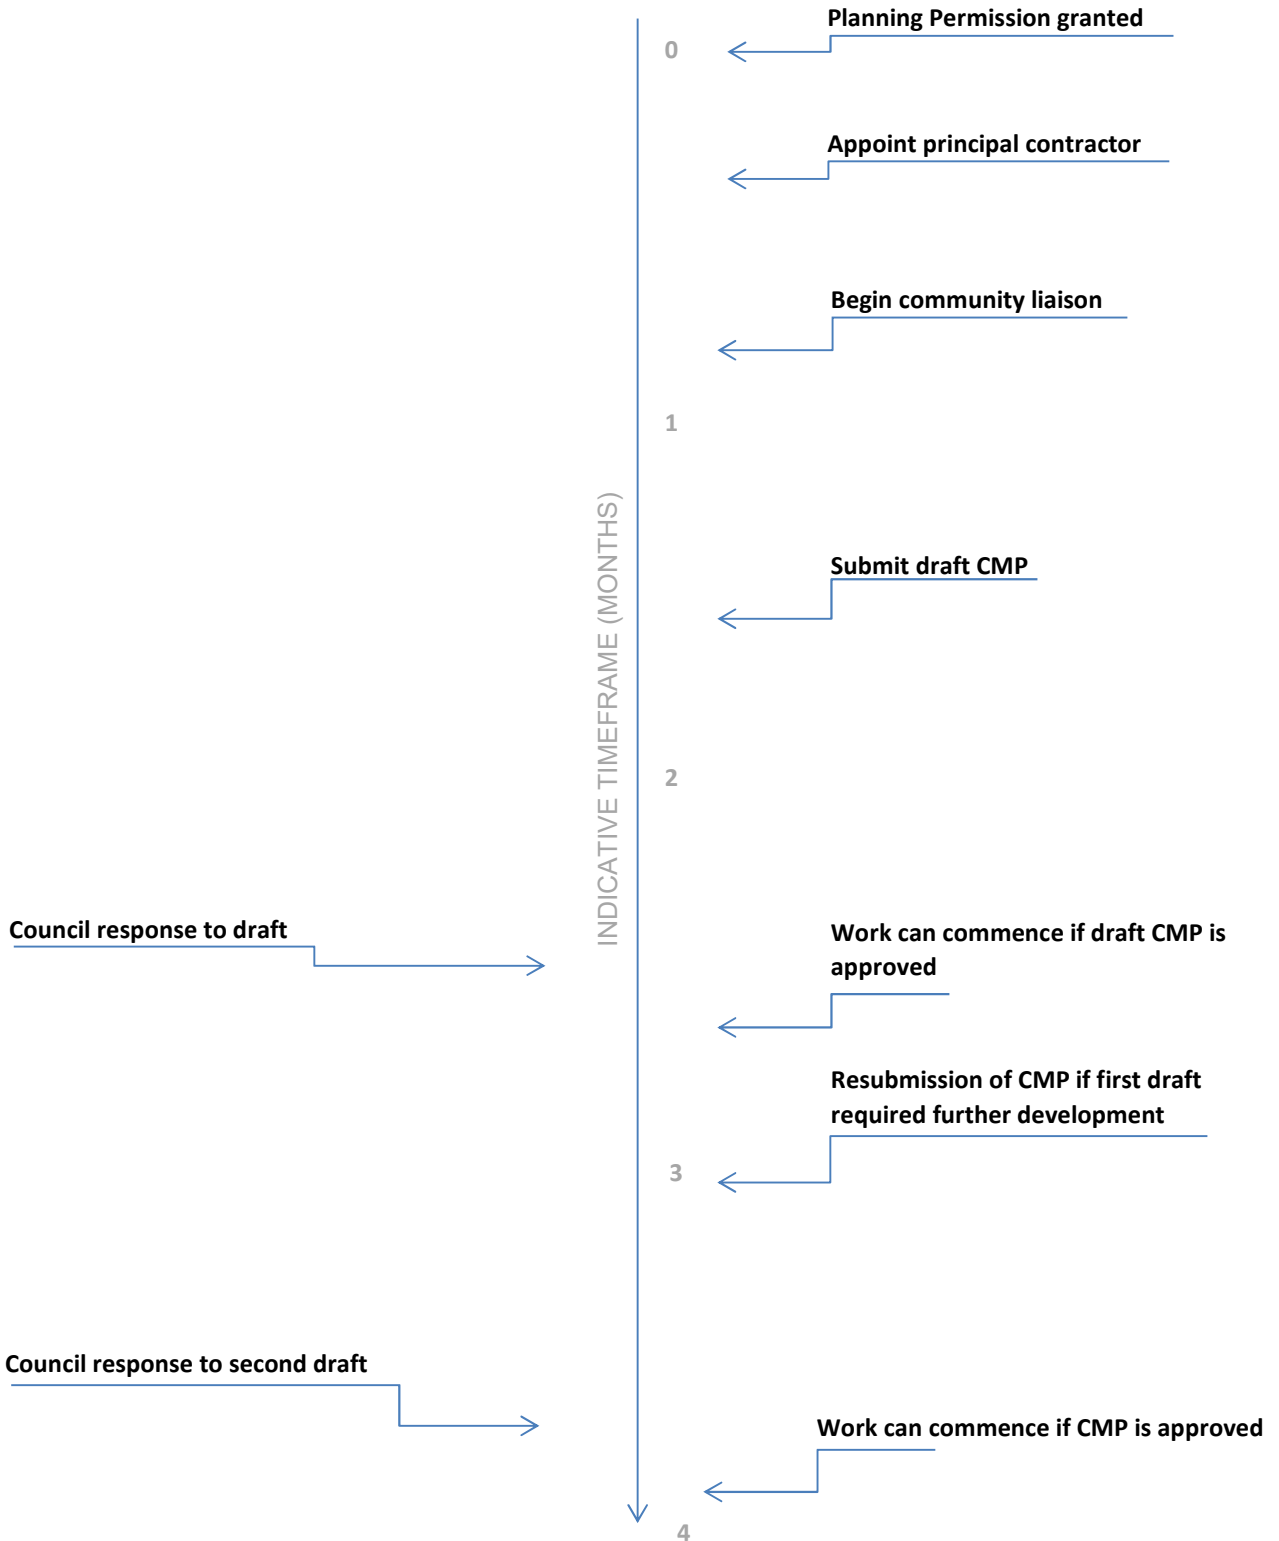 Planning Permission granted
0
Appoint principal contractor
Begin community liaison
1
INDICATIVE TIMEFRAME (MONTHS)
Submit draft CMP
2
Council response to draft
Work can commence if draft CMP is
approved
Resubmission of CMP if first draft
required further development
3
Council response to second draft
Work can commence if CMP is approved
4